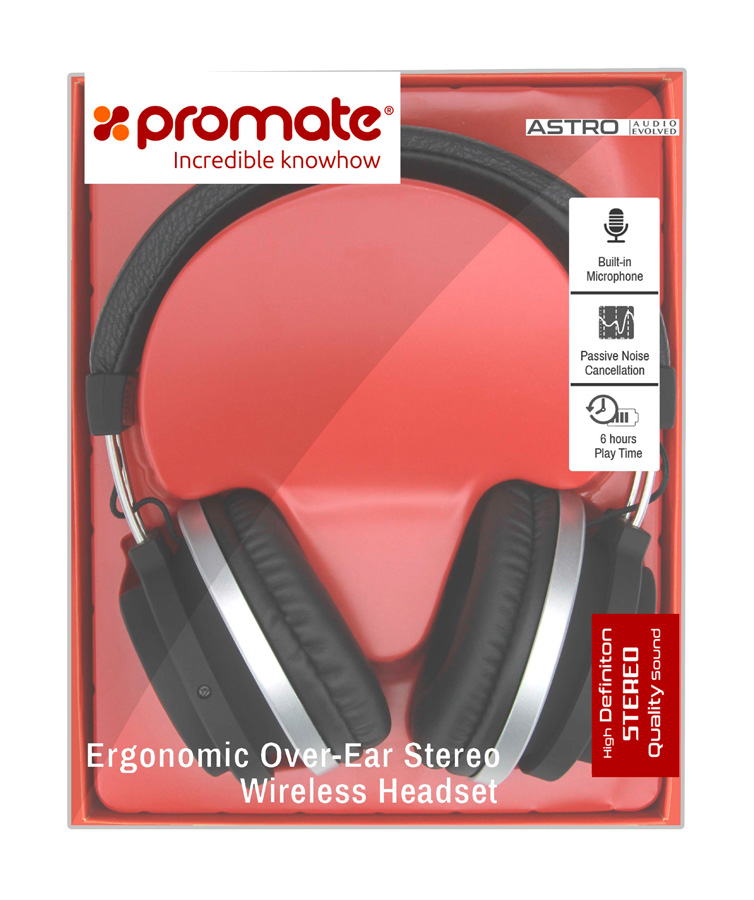 promate®
Incredible knowhow
ASTRO
AUDIO
EVOLVED
Built-in
Microphone
Passive Noise
Cancellation
6 hours
Play Time
High Definiton
STEREO
Quality Sound
Ergonomic Over-Ear Stereo
Wireless Headset